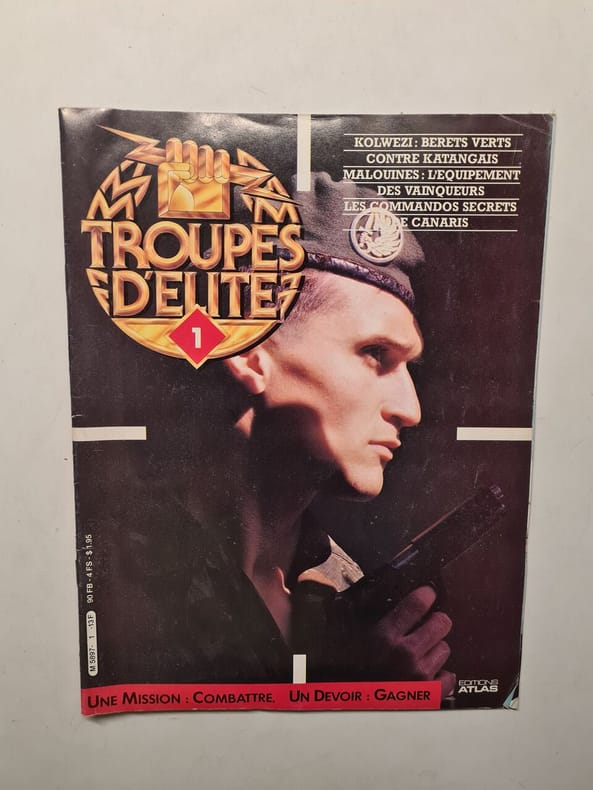 KOLWEZI : BERETS VERTS
CONTRE KATANGAIS
MALOUINES : L'EQUIPEMENT
DES VAINQUEURS
LES COMMANDOS SECRETS
DE CANARIS
TROUPES
D'ELITE
1
M 5897 - 1 - 13 F 90 FB - 4 FS - $ 1.95
UNE MISSION : COMBATTRE. UN DEVOIR : GAGNER
EDITIONS
ATLAS